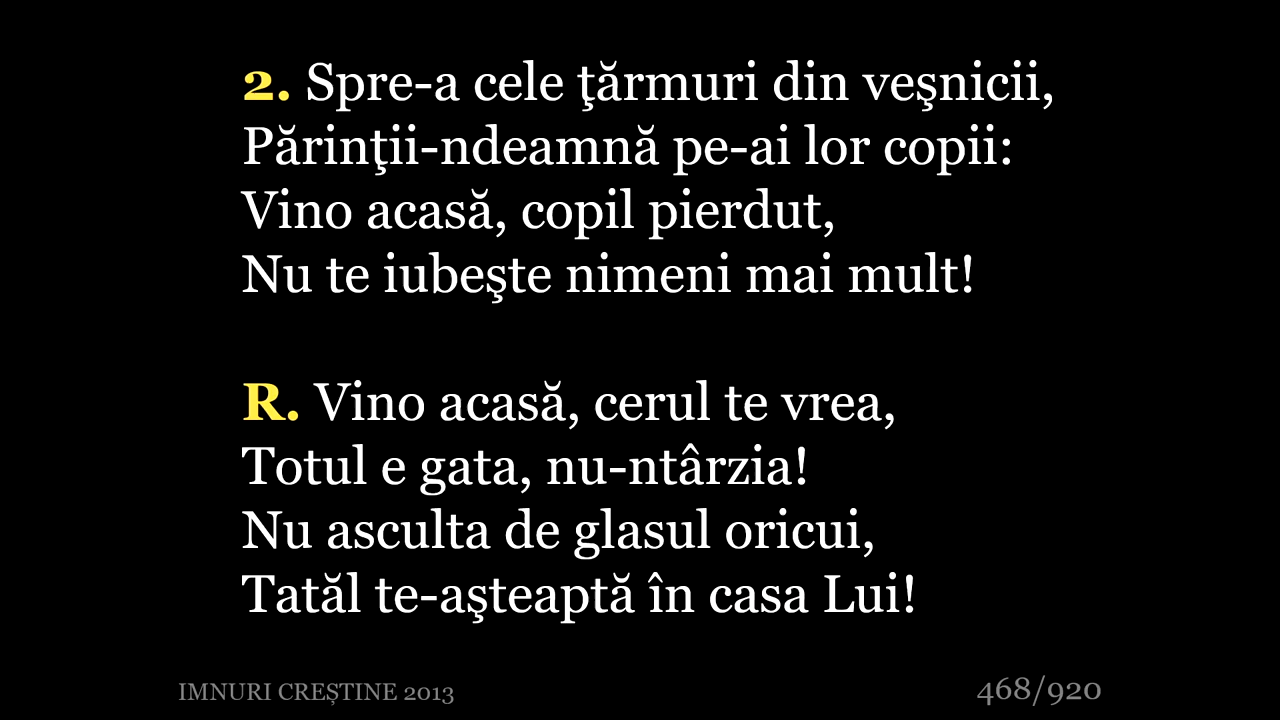 2. Spre-a cele ţărmuri din veşnicii,
Părinţii-ndeamnă pe-ai lor copii:
Vino acasă, copil pierdut,
Nu te iubeşte nimeni mai mult!
R. Vino acasă, cerul te vrea,
Totul e gata, nu-ntârzia!
Nu asculta de glasul oricui,
Tatăl te-aşteaptă în casa Lui!
IMNURI CREȘTINE 2013
468/920